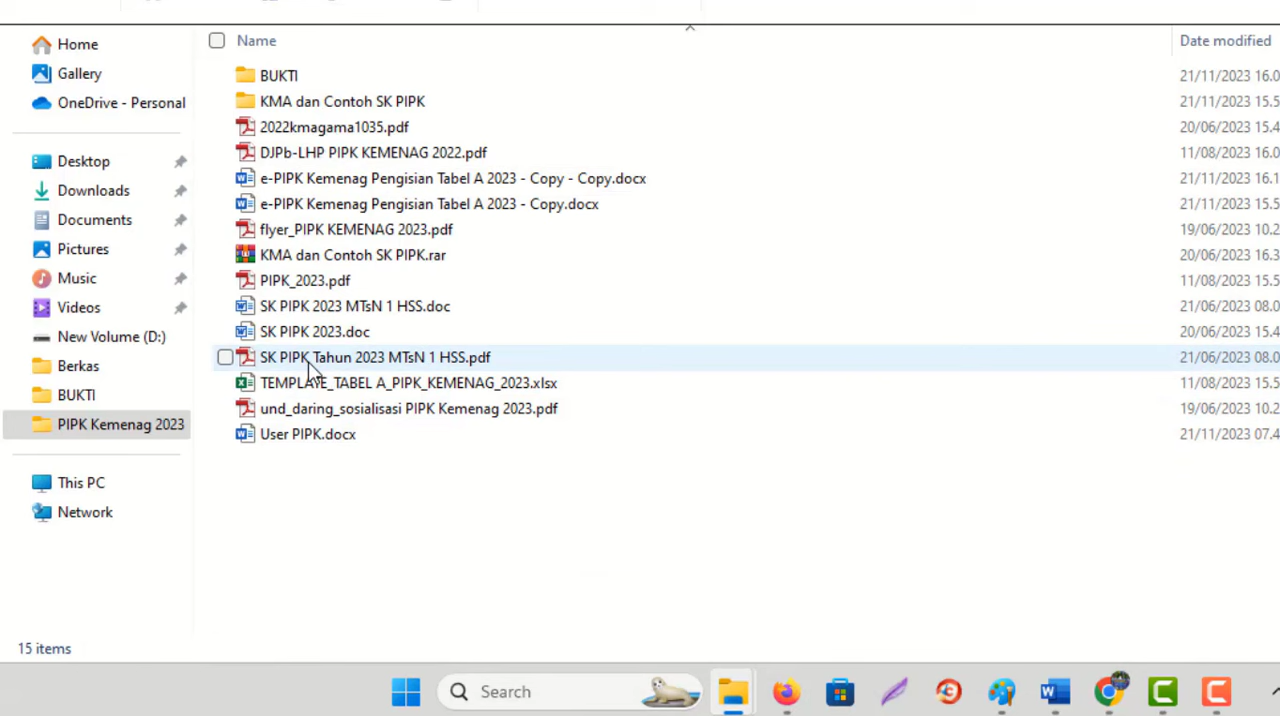 Home
Gallery
OneDrive - Personal
Desktop
Downloads
Documents
Pictures
Music
Videos
New Volume (D:)
Berkas
BUKTI
PIPK Kemenag 2023
This PC
Network
Name Date modified
BUKTI 21/11/2023 16.0
KMA dan Contoh SK PIPK 21/11/2023 15.5
2022kmagama1035.pdf 20/06/2023 15.4
DJPb-LHP PIPK KEMENAG 2022.pdf 11/08/2023 16.0
e-PIPK Kemenag Pengisian Tabel A 2023 - Copy - Copy.docx 21/11/2023 16.1
e-PIPK Kemenag Pengisian Tabel A 2023 - Copy.docx 21/11/2023 15.5
flyer_PIPK KEMENAG 2023.pdf 19/06/2023 10.2
KMA dan Contoh SK PIPK.rar 20/06/2023 16.3
PIPK_2023.pdf 11/08/2023 15.5
SK PIPK 2023 MTsN 1 HSS.doc 21/06/2023 08.0
SK PIPK 2023.doc 20/06/2023 15.4
SK PIPK Tahun 2023 MTsN 1 HSS.pdf 21/06/2023 08.0
TEMPLATE_TABEL A_PIPK_KEMENAG_2023.xlsx 11/08/2023 15.5
und_daring_sosialisasi PIPK Kemenag 2023.pdf 19/06/2023 10.2
User PIPK.docx 21/11/2023 07.4
15 items
Search